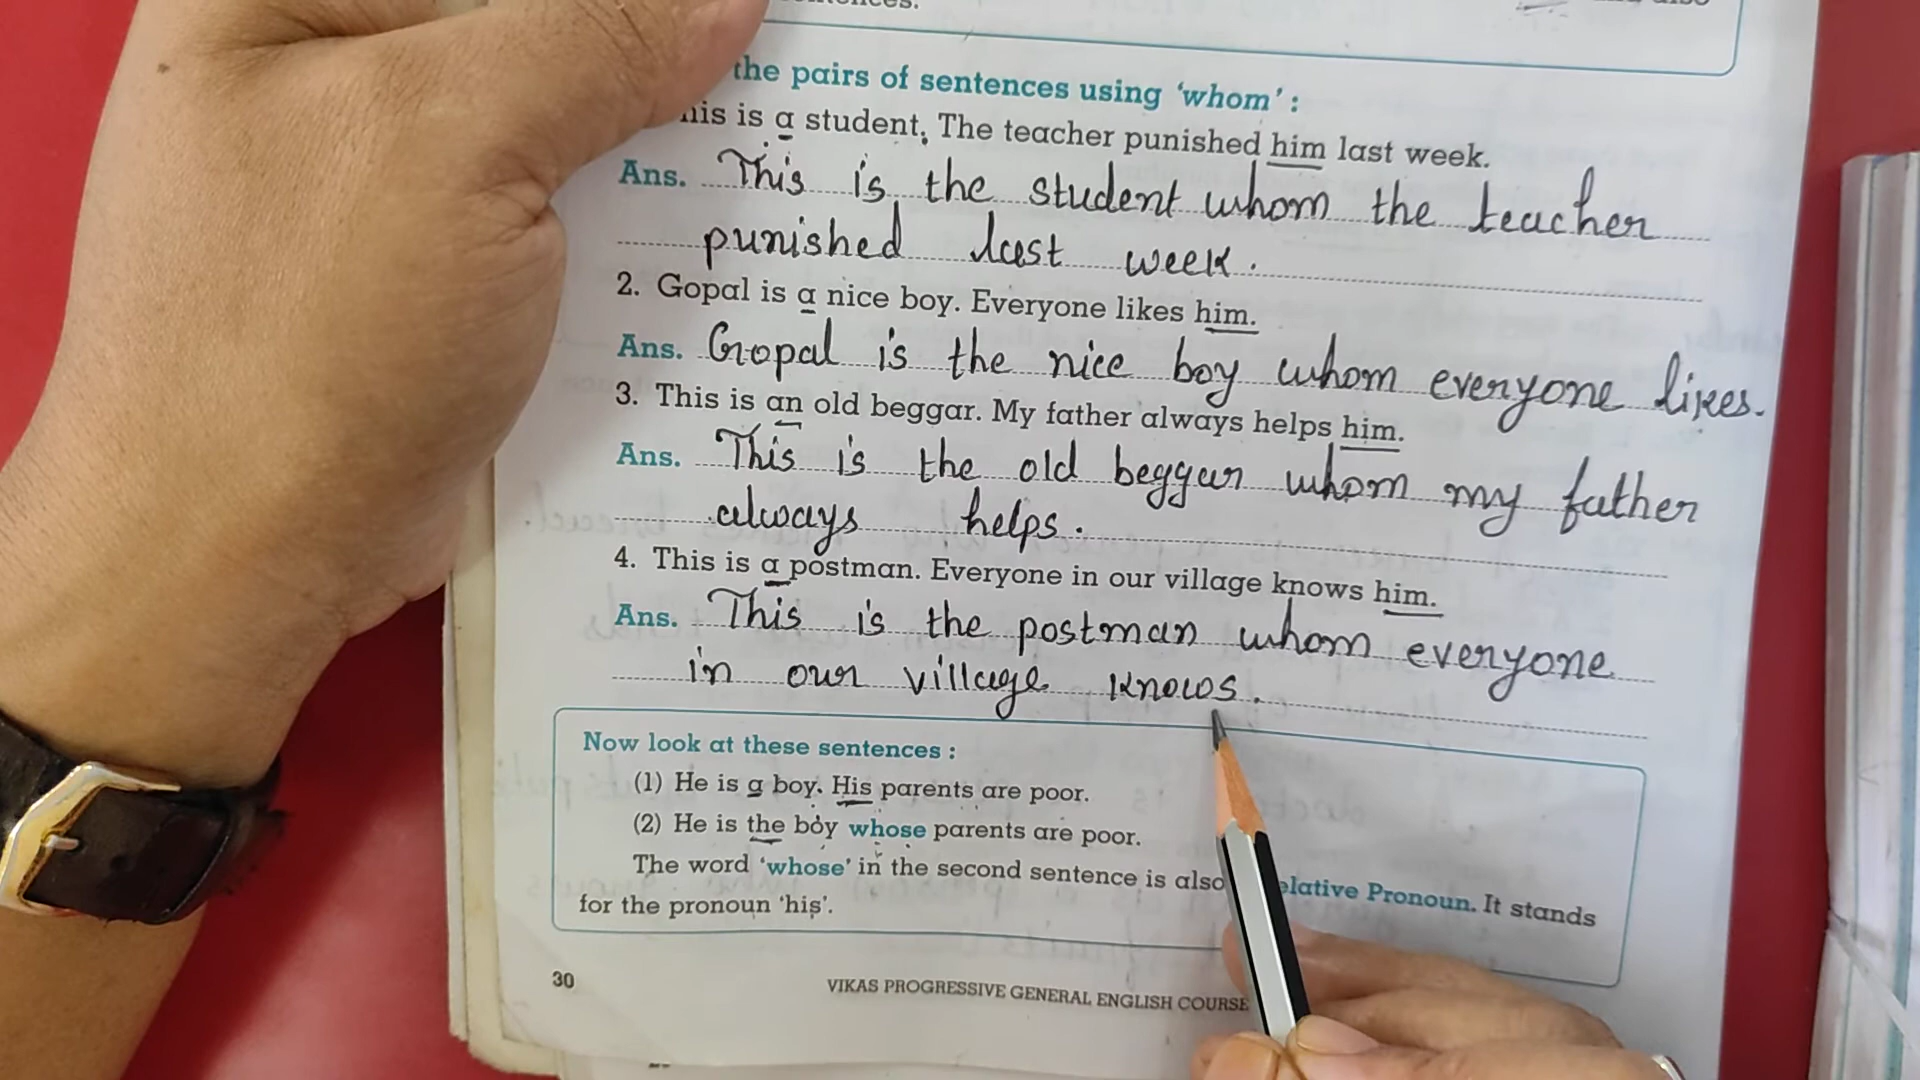 the pairs of sentences using ‘whom’ :
is a student. The teacher punished him last week.
Ans. This is the student whom the teacher
punished last week.
2. Gopal is a nice boy. Everyone likes him.
Ans. Gopal is the nice boy whom everyone likes.
3. This is an old beggar. My father always helps him.
Ans. This is the old beggar whom my father
always helps.
4. This is a postman. Everyone in our village knows him.
Ans. This is the postman whom everyone
in our village knows.
Now look at these sentences :
(1) He is a boy. His parents are poor.
(2) He is the boy whose parents are poor.
The word ‘whose’ in the second sentence is also Pronoun. It stands
for the pronoun ‘his’.
30
VIKAS PROGRESSIVE GENERAL ENGLISH COURSE